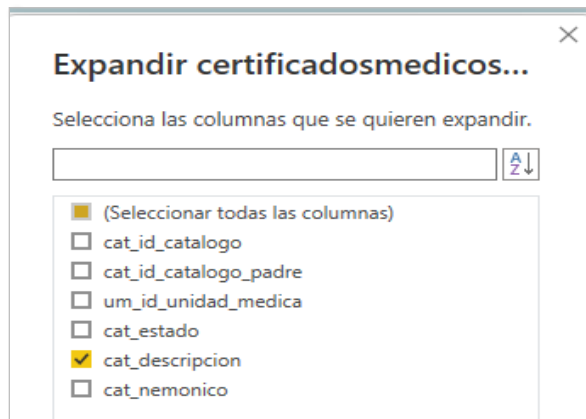 Expandir certificadosmedicos...
Selecciona las columnas que se quieren expandir.
(Seleccionar todas las columnas)
cat_id_catalogo
cat_id_catalogo_padre
um_id_unidad_medica
cat_estado
cat_descripcion
cat_nemonico